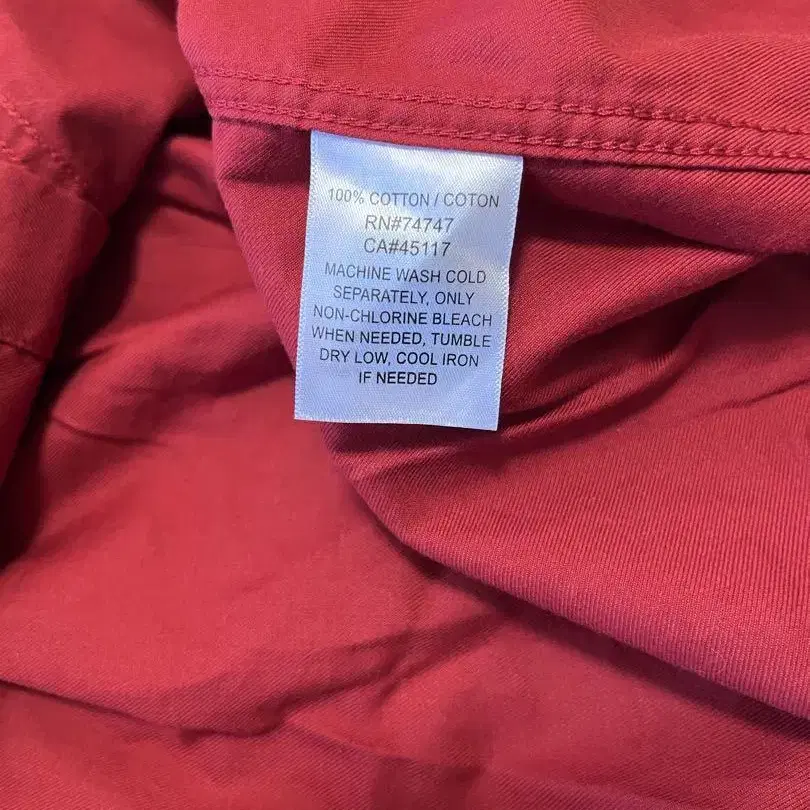 100% COTTON / COTON
RN#74747
CA#45117
MACHINE WASH COLD
SEPARATELY, ONLY
NON-CHLORINE BLEACH
WHEN NEEDED, TUMBLE
DRY LOW, COOL IRON
IF NEEDED